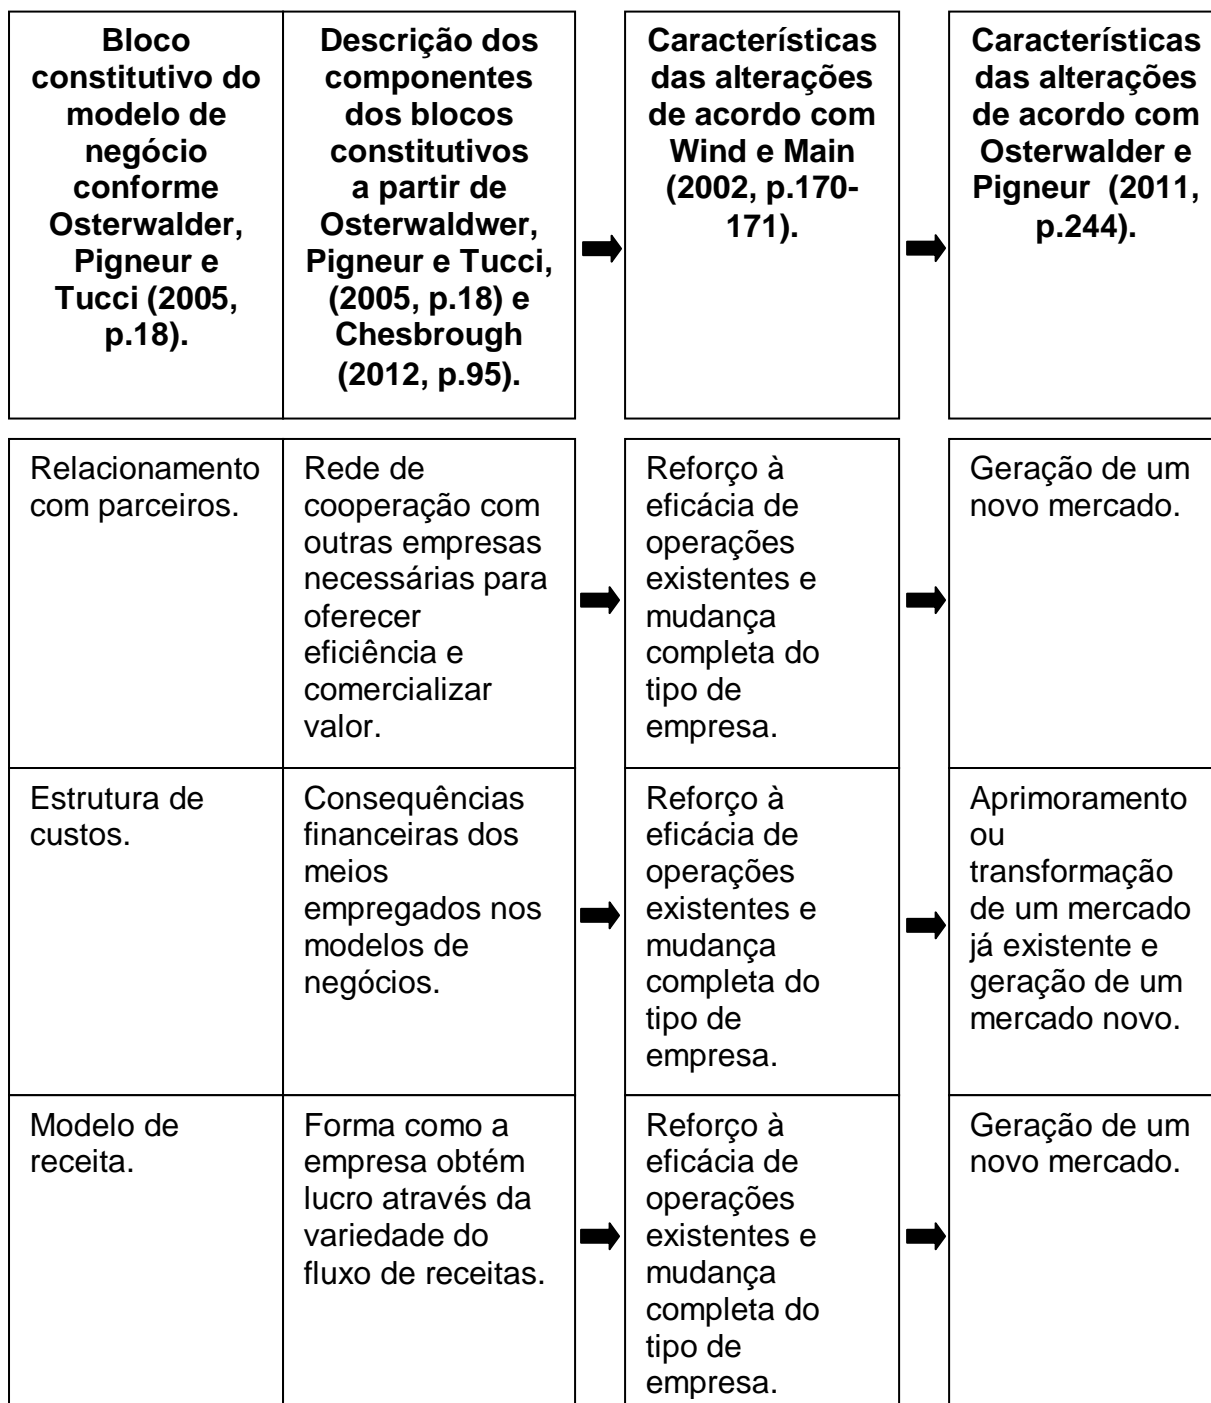 Bloco
constitutivo do
modelo de
negócio
conforme
Osterwalder,
Pigneur e
Tucci (2005,
p.18).
Descrição dos
componentes
dos blocos
constitutivos
a partir de
Osterwaldwer,
Pigneur e Tucci,
(2005, p.18) e
Chesbrough
(2012, p.95).
Características
das alterações
de acordo com
Wind e Main
(2002, p.170-
171).
Características
das alterações
de acordo com
Osterwalder e
Pigneur (2011,
p.244).
Relacionamento
com parceiros.
Rede de
cooperação com
outras empresas
necessárias para
oferecer
eficiência e
comercializar
valor.
Reforço à
eficácia de
operações
existentes e
mudança
completa do
tipo de
empresa.
Geração de um
novo mercado.
Estrutura de
custos.
Consequências
financeiras dos
meios
empregados nos
modelos de
negócios.
Reforço à
eficácia de
operações
existentes e
mudança
completa do
tipo de
empresa.
Aprimoramento
ou
transformação
de um mercado
já existente e
geração de um
mercado novo.
Modelo de
receita.
Forma como a
empresa obtém
lucro através da
variedade do
fluxo de receitas.
Reforço à
eficácia de
operações
existentes e
mudança
completa do
tipo de
empresa.
Geração de um
novo mercado.